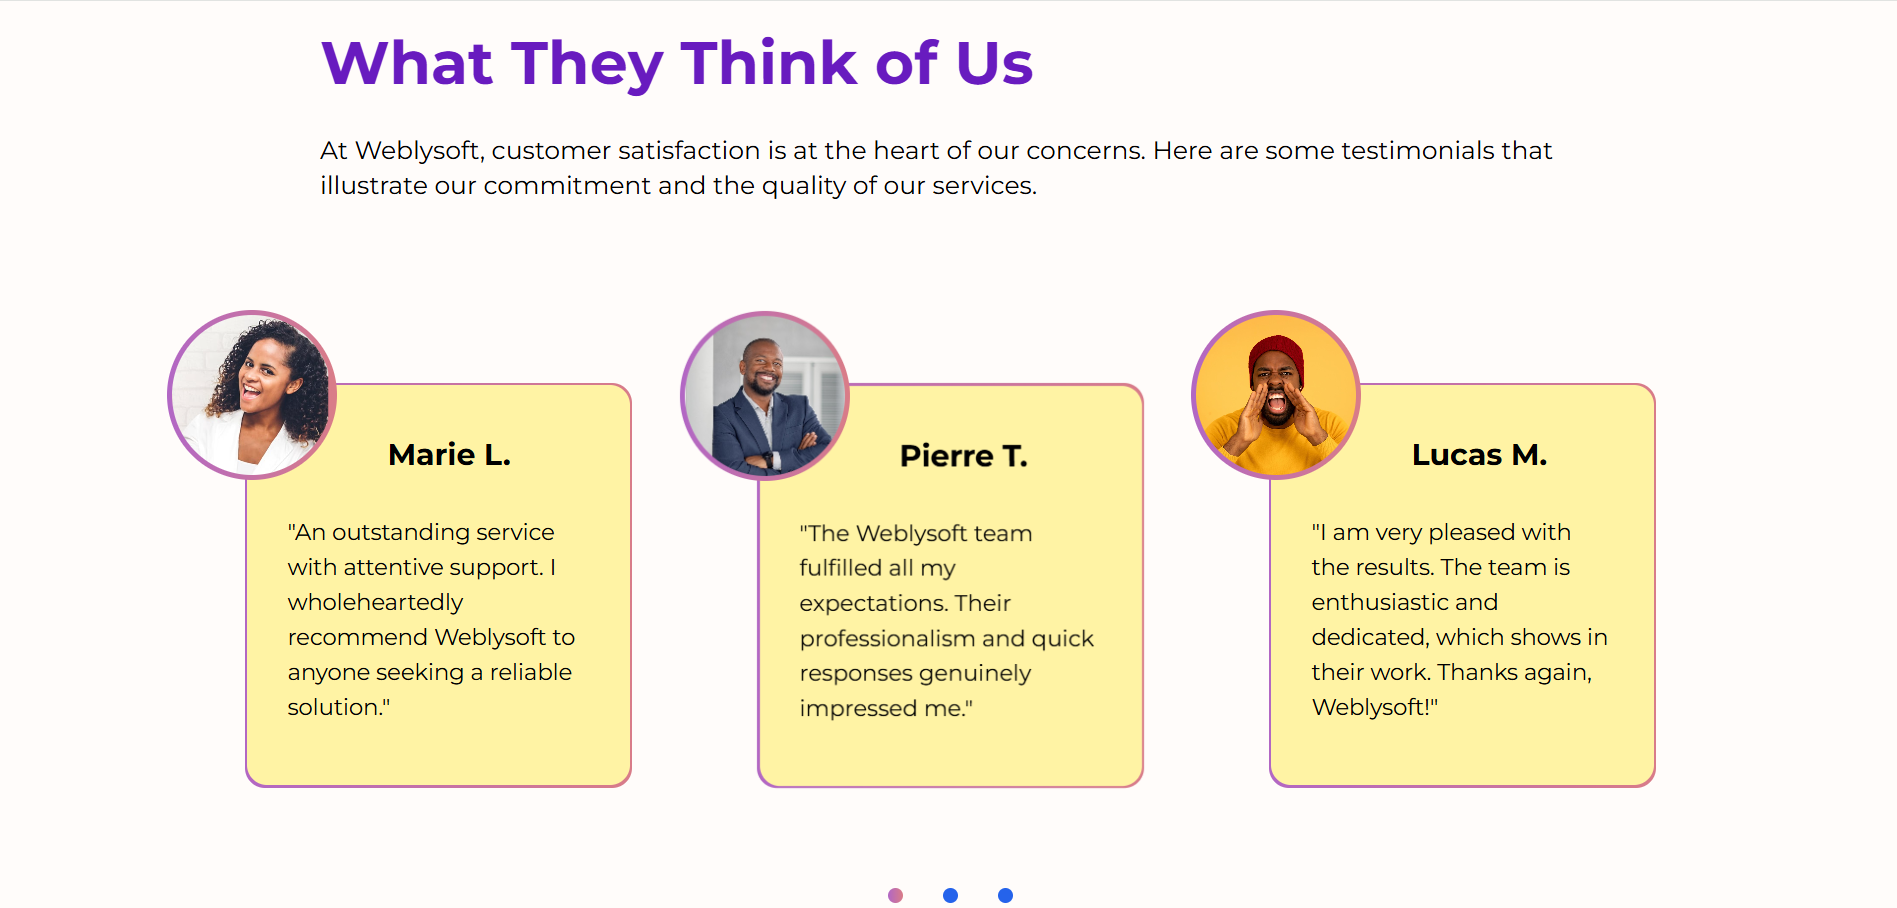 What They Think of Us
At Weblysoft, customer satisfaction is at the heart of our concerns. Here are some testimonials that
illustrate our commitment and the quality of our services.
Marie L.
"An outstanding service
with attentive support. I
wholeheartedly
recommend Weblysoft to
anyone seeking a reliable
solution."
Pierre T.
"The Weblysoft team
fulfilled all my
expectations. Their
professionalism and quick
responses genuinely
impressed me."
Lucas M.
"I am very pleased with
the results. The team is
enthusiastic and
dedicated, which shows in
their work. Thanks again,
Weblysoft!"